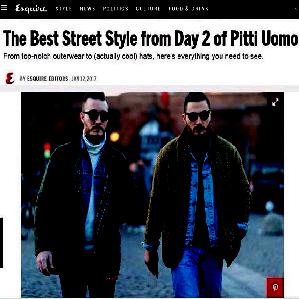 Esquire STYLE NEWS POLITICS CULTURE FOOD & DRINK
The Best Street Style from Day 2 of Pitti Uomo
From top-notch outerwear to (actually cool) hats, here's everything you need to see.
BY ESQUIRE EDITORS JAN 12, 2017